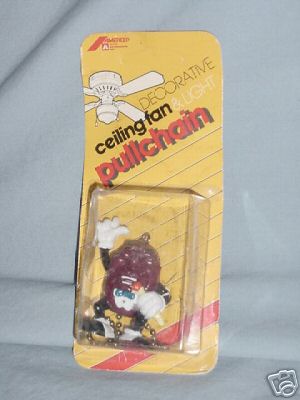 DECORATIVE
ceiling fan
& LIGHT
pullchain